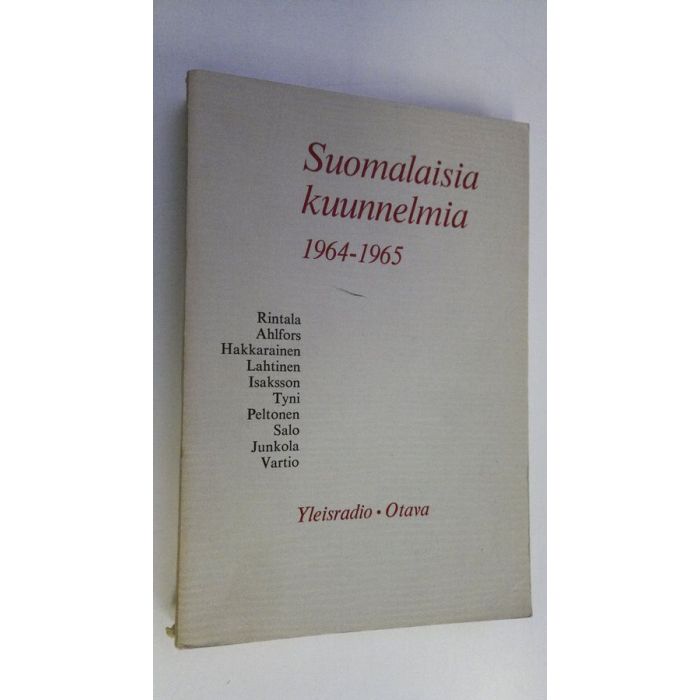 Suomalaisia
kuunnelmia
1964-1965
Rintala
Ahlfors
Hakkarainen
Lahtinen
Isaksson
Tyni
Peltonen
Salo
Junkola
Vartio
Yleisradio • Otava